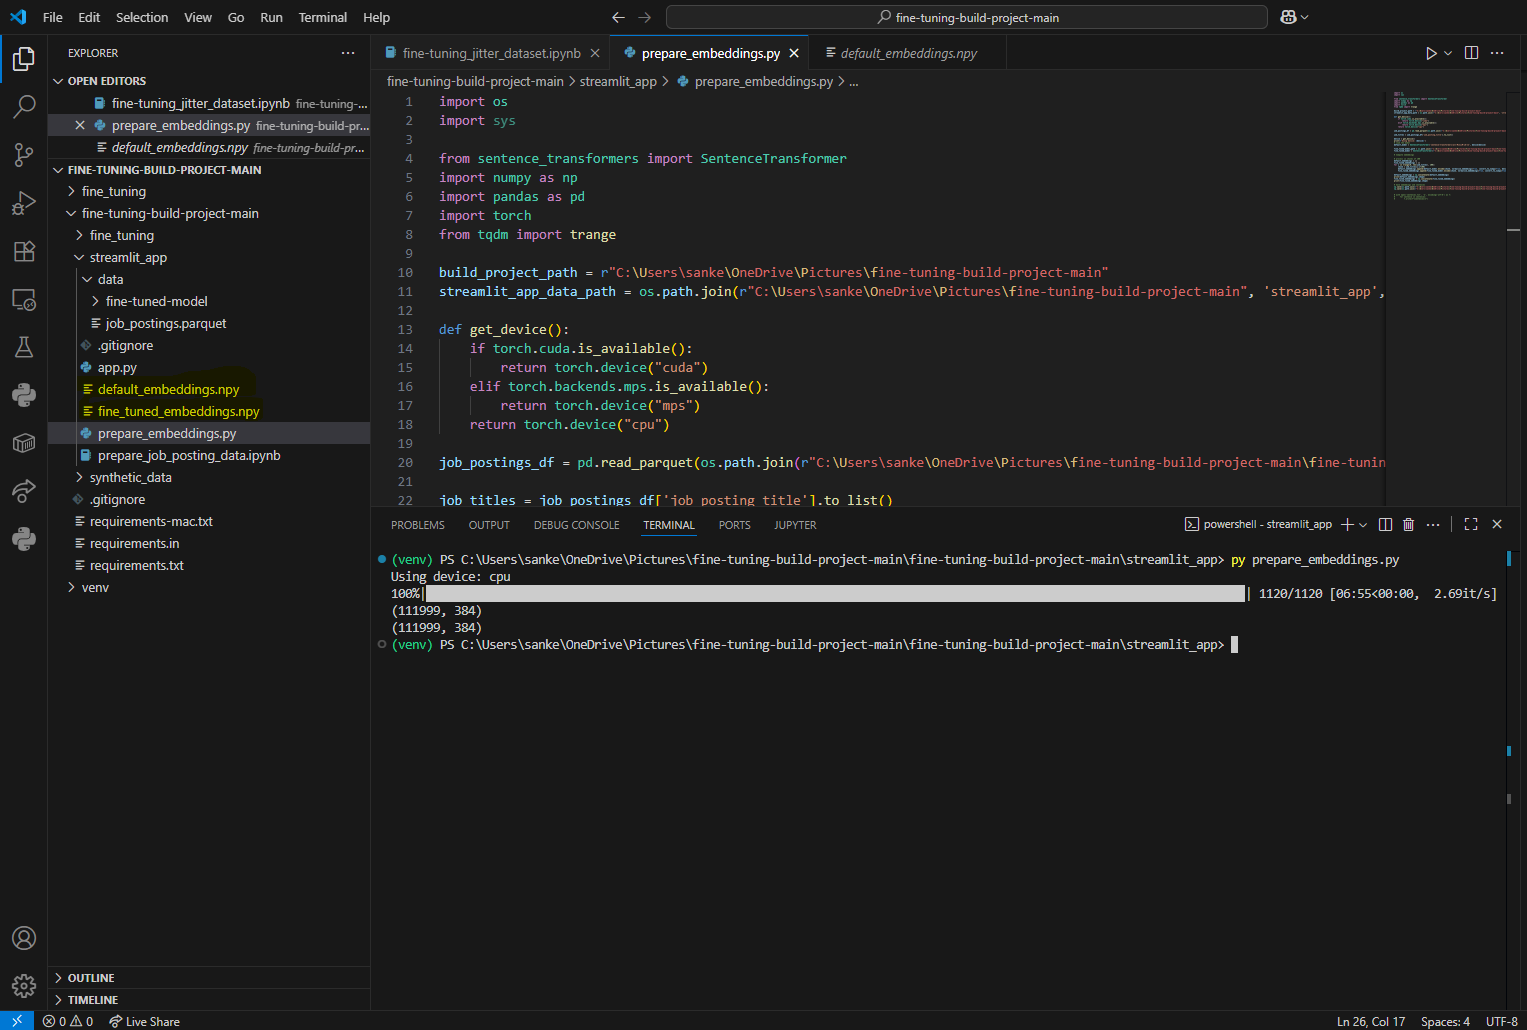 File Edit Selection View Go Run Terminal Help
fine-tuning-build-project-main
EXPLORER
OPEN EDITORS
fine-tuning_jitter_dataset.ipynb fine-tuning-...
prepare_embeddings.py fine-tuning-build-pr...
default_embeddings.npy fine-tuning-build-pr...
FINE-TUNING-BUILD-PROJECT-MAIN
fine_tuning
fine-tuning-build-project-main
fine_tuning
streamlit_app
data
fine-tuned-model
job_postings.parquet
.gitignore
app.py
default_embeddings.npy
fine_tuned_embeddings.npy
prepare_embeddings.py
prepare_job_posting_data.ipynb
synthetic_data
.gitignore
requirements-mac.txt
requirements.in
requirements.txt
venv
OUTLINE
TIMELINE
fine-tuning_jitter_dataset.ipynb
prepare_embeddings.py
default_embeddings.npy
fine-tuning-build-project-main > streamlit_app > prepare_embeddings.py > ...
1 import os
2 import sys
3
4 from sentence_transformers import SentenceTransformer
5 import numpy as np
6 import pandas as pd
7 import torch
8 from tqdm import trange
9
10 build_project_path = r"C:\Users\sanke\OneDrive\Pictures\fine-tuning-build-project-main"
11 streamlit_app_data_path = os.path.join(r"C:\Users\sanke\OneDrive\Pictures\fine-tuning-build-project-main", 'streamlit_app',
12
13 def get_device():
14 if torch.cuda.is_available():
15 return torch.device("cuda")
16 elif torch.backends.mps.is_available():
17 return torch.device("mps")
18 return torch.device("cpu")
19
20 job_postings_df = pd.read_parquet(os.path.join(r"C:\Users\sanke\OneDrive\Pictures\fine-tuning-build-project-main\fine-tunin
21
22 job_titles = job_postings_df['job_posting_title'].to_list()
PROBLEMS OUTPUT DEBUG CONSOLE TERMINAL PORTS JUPYTER
powershell - streamlit_app
(venv) PS C:\Users\sanke\OneDrive\Pictures\fine-tuning-build-project-main\fine-tuning-build-project-main\streamlit_app> py prepare_embeddings.py
Using device: cpu
100%| | 1120/1120 [06:55<00:00, 2.69it/s]
(111999, 384)
(111999, 384)
(venv) PS C:\Users\sanke\OneDrive\Pictures\fine-tuning-build-project-main\fine-tuning-build-project-main\streamlit_app>
0 0 Live Share
Ln 26, Col 17 Spaces: 4 UTF-8